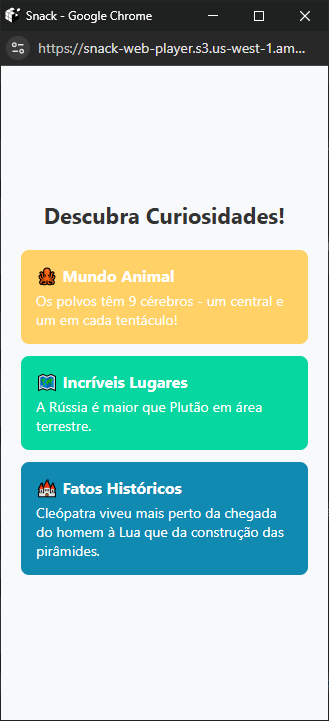 Snack - Google Chrome
https://snack-web-player.s3.us-west-1.am...
Descubra Curiosidades!
Mundo Animal
Os polvos têm 9 cérebros - um central e
um em cada tentáculo!
Incríveis Lugares
A Rússia é maior que Plutão em área
terrestre.
Fatos Históricos
Cleópatra viveu mais perto da chegada
do homem à Lua que da construção das
pirâmides.